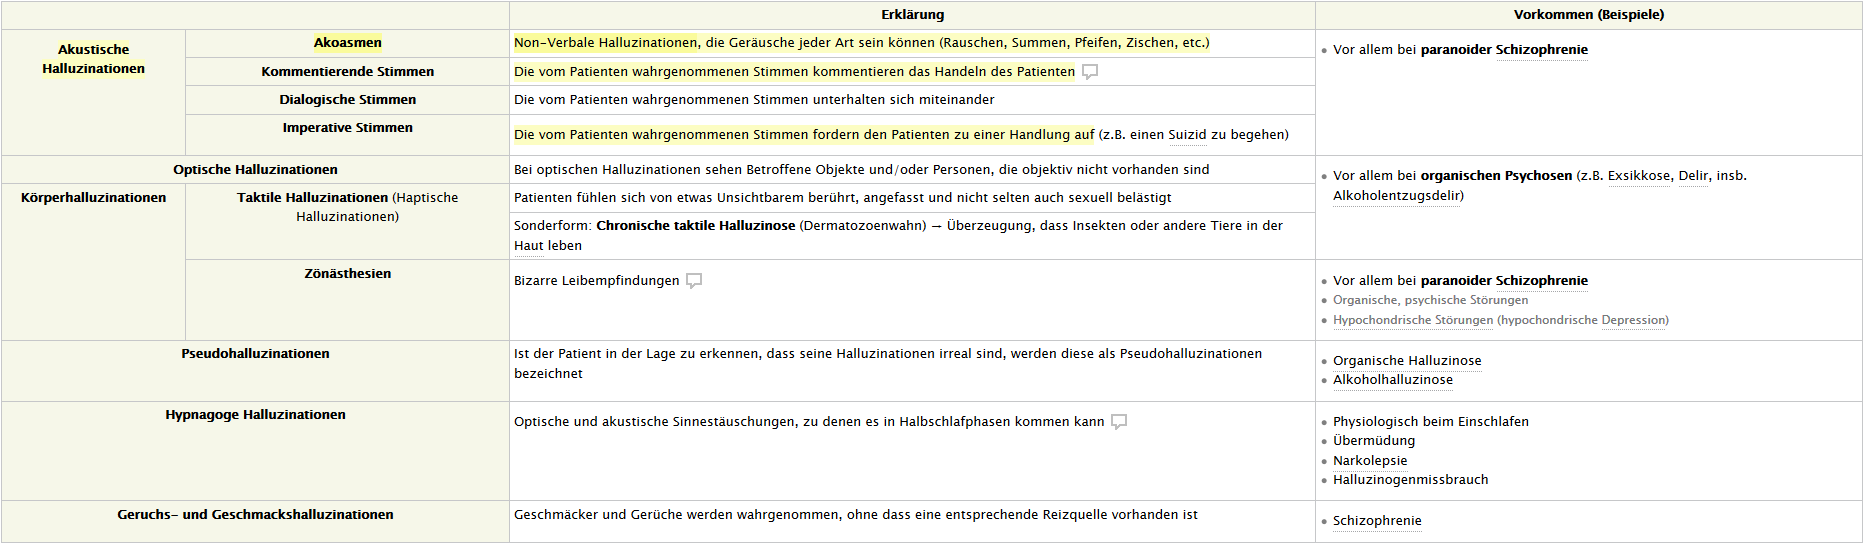 Erklärung
Vorkommen (Beispiele)
Akustische
Halluzinationen
Akoasmen
Non-Verbale Halluzinationen, die Geräusche jeder Art sein können (Rauschen, Summen, Pfeifen, Zischen, etc.)
Vor allem bei paranoider Schizophrenie
Kommentierende Stimmen
Die vom Patienten wahrgenommenen Stimmen kommentieren das Handeln des Patienten
Dialogische Stimmen
Die vom Patienten wahrgenommenen Stimmen unterhalten sich miteinander
Imperative Stimmen
Die vom Patienten wahrgenommenen Stimmen fordern den Patienten zu einer Handlung auf (z.B. einen Suizid zu begehen)
Optische Halluzinationen
Bei optischen Halluzinationen sehen Betroffene Objekte und/oder Personen, die objektiv nicht vorhanden sind
Vor allem bei organischen Psychosen (z.B. Exsikkose, Delir, insb.
Alkoholentzugsdelir)
Körperhalluzinationen
Taktile Halluzinationen (Haptische
Halluzinationen)
Patienten fühlen sich von etwas Unsichtbarem berührt, angefasst und nicht selten auch sexuell belästigt
Sonderform: Chronische taktile Halluzinose (Dermatozoenwahn) → Überzeugung, dass Insekten oder andere Tiere in der
Haut leben
Zönästhesien
Bizarre Leibempfindungen
Vor allem bei paranoider Schizophrenie
Organische, psychische Störungen
Hypochondrische Störungen (hypochondrische Depression)
Pseudohalluzinationen
Ist der Patient in der Lage zu erkennen, dass seine Halluzinationen irreal sind, werden diese als Pseudohalluzinationen
bezeichnet
Organische Halluzinose
Alkoholhalluzinose
Hypnagoge Halluzinationen
Optische und akustische Sinnestäuschungen, zu denen es in Halbschlafphasen kommen kann
Physiologisch beim Einschlafen
Übermüdung
Narkolepsie
Halluzinogenmissbrauch
Geruchs- und Geschmackshalluzinationen
Geschmäcker und Gerüche werden wahrgenommen, ohne dass eine entsprechende Reizquelle vorhanden ist
Schizophrenie